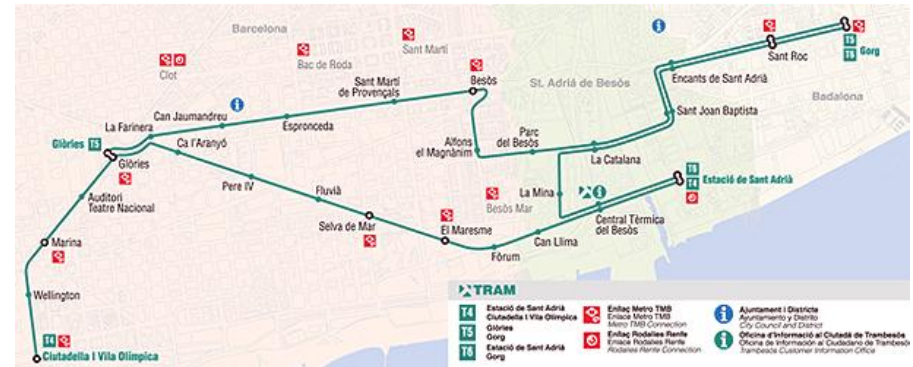 Barcelona
Sant Martí
Bac de Roda
Clot
Sant Martí
de Provençals
Besòs
St. Adrià de Besòs
Encants de Sant Adrià
Sant Roc
T5
T6
Gorg
Badalona
Can Jaumandreu
La Farinera
Espronceda
Sant Joan Baptista
Glòries T5
Glòries
Ca l'Aranyó
Alfons
el Magnànim
Parc
del Besòs
La Catalana
Auditori
Teatre Nacional
Pere IV
Fluvià
Besòs Mar
La Mina
T6
T4
Estació de Sant Adrià
Selva de Mar
El Maresme
Fòrum
Can Llima
Central Tèrmica
del Besòs
Marina
Wellington
T4
Ciutadella I Vila Olímpica
TRAM
T4
Estació de Sant Adrià
Ciutadella I Vila Olímpica
T5
Glòries
Gorg
T6
Estació de Sant Adrià
Gorg
Enllaç Metro TMB
Enlace Metro TMB
Metro TMB Connection
Enllaç Rodalies Renfe
Enlace Rodalies Renfe
Rodalies Renfe Connection
Ajuntament i Districte
Ayuntamiento y Distrito
City Council and District
Oficina d'Informació al Ciutadà de Trambesòs
Oficina de Información al Ciudadano de Trambesòs
Trambesòs Customer Information Office